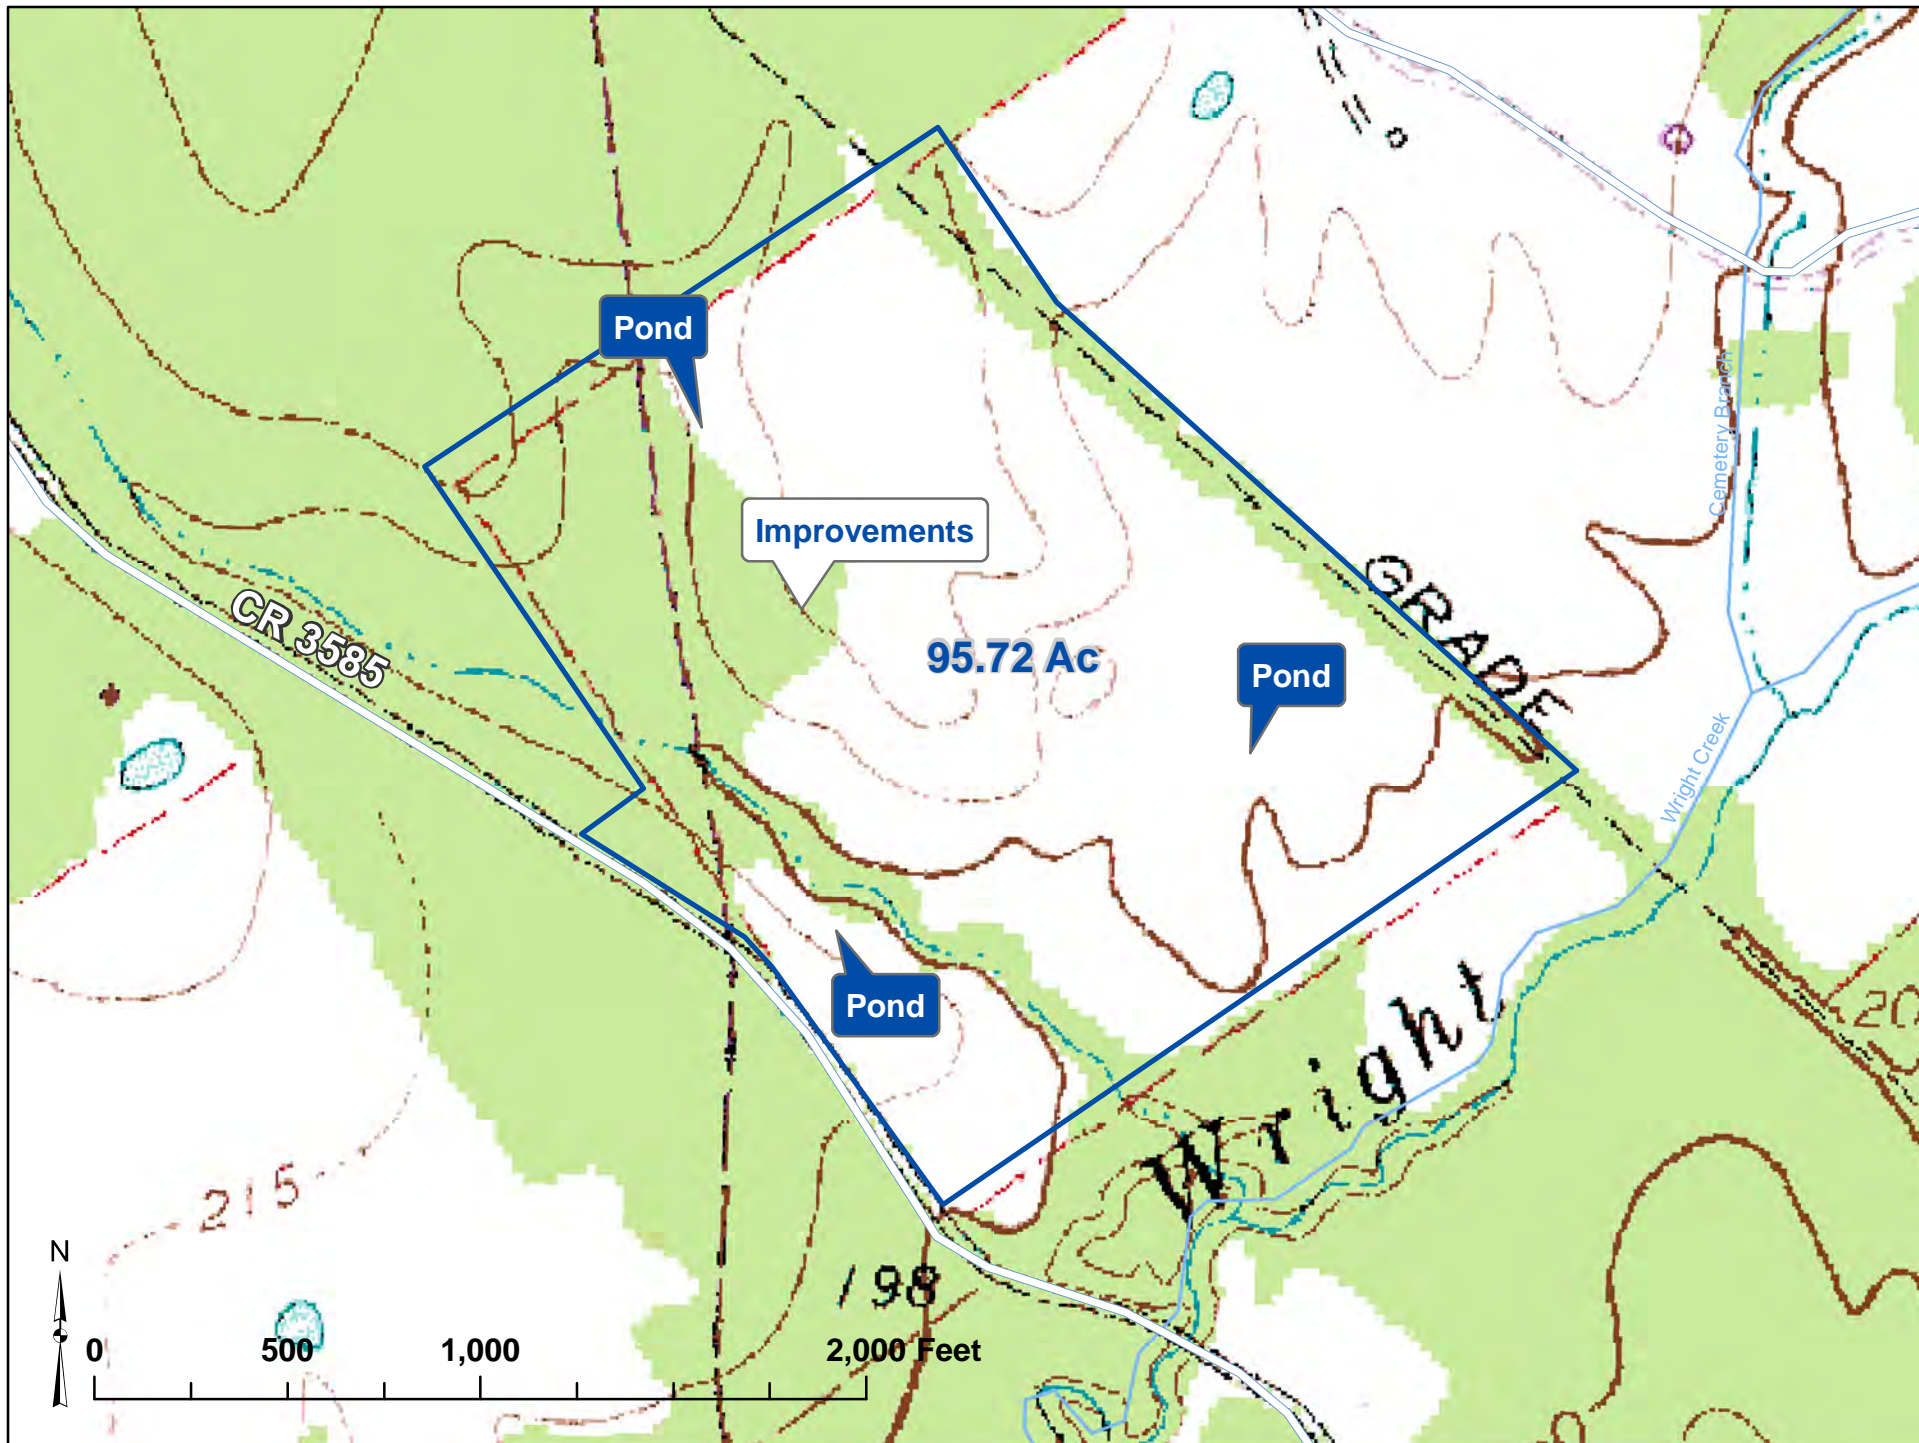 Pond
Improvements
CR 3585
95.72 Ac
GRADE
Pond
Cemetery Branch
Wright Creek
Pond
Wright
20
215
198
N
0 500 1,000 2,000 Feet